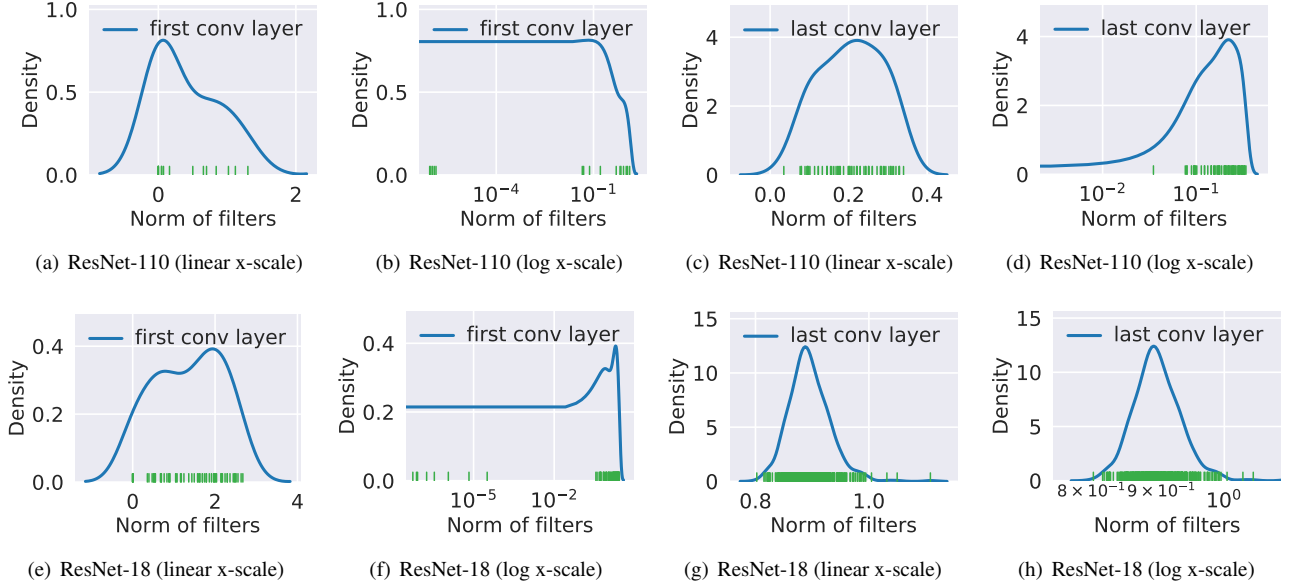 1.0
first conv layer
Density
0.5
0.0
0
2
Norm of filters
(a) ResNet-110 (linear x-scale)
1.0
first conv layer
Density
0.5
0.0
10⁻⁴
10⁻¹
Norm of filters
(b) ResNet-110 (log x-scale)
4
last conv layer
Density
2
0
0.0
0.2
0.4
Norm of filters
(c) ResNet-110 (linear x-scale)
4
last conv layer
Density
2
0
10⁻²
10⁻¹
Norm of filters
(d) ResNet-110 (log x-scale)
0.4
first conv layer
Density
0.2
0.0
0
2
4
Norm of filters
(e) ResNet-18 (linear x-scale)
0.4
first conv layer
Density
0.2
0.0
10⁻⁵
10⁻²
Norm of filters
(f) ResNet-18 (log x-scale)
15
last conv layer
Density
10
5
0
0.8
1.0
Norm of filters
(g) ResNet-18 (linear x-scale)
15
last conv layer
Density
10
5
0
8 × 10⁻¹
9 × 10⁻¹
10⁰
Norm of filters
(h) ResNet-18 (log x-scale)